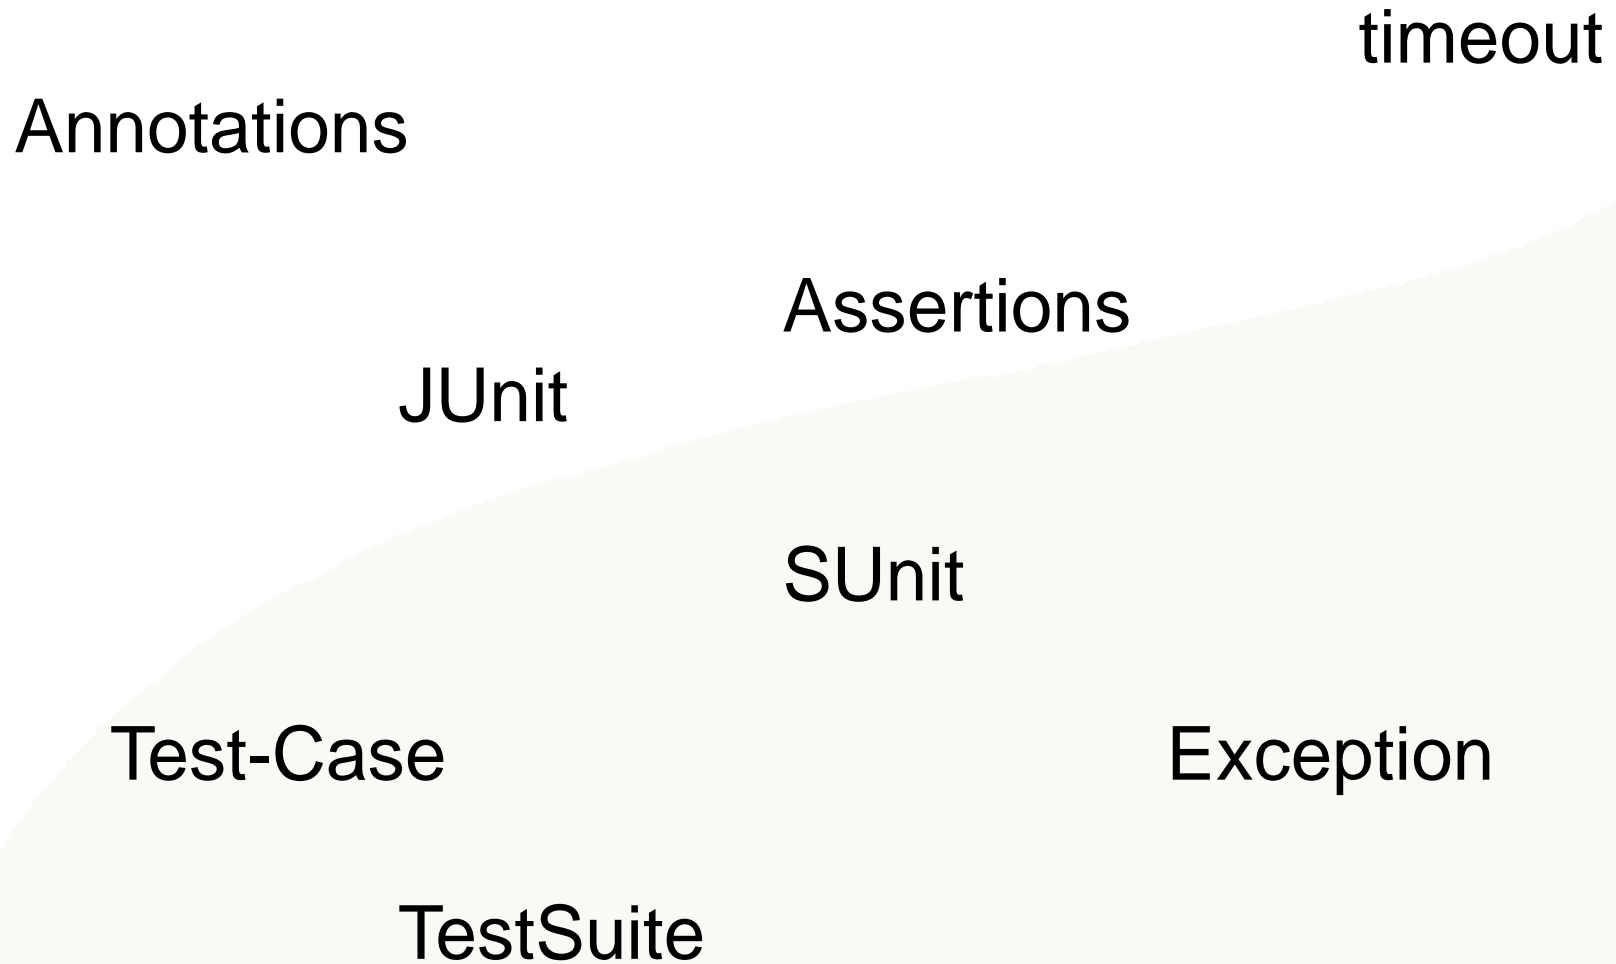 timeout
Annotations
Assertions
JUnit
SUnit
Test-Case
Exception
TestSuite